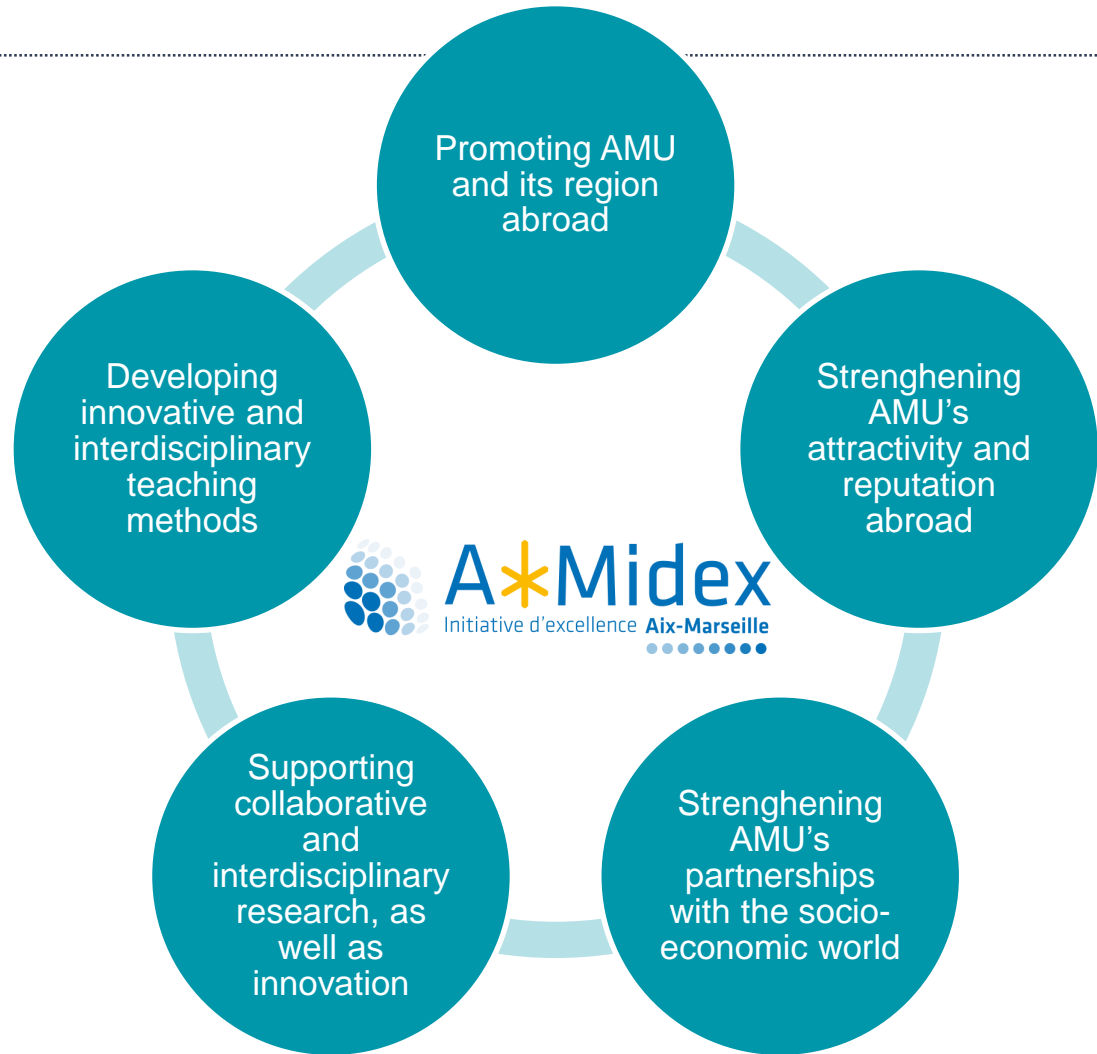 Promoting AMU
and its region
abroad
Strenghening
AMU's
attractivity and
reputation
abroad
Strenghening
AMU's
partnerships
with the socio-
economic world
Supporting
collaborative
and
interdisciplinary
research, as
well as
innovation
Developing
innovative and
interdisciplinary
teaching
methods
A*Midex
Initiative d'excellence Aix-Marseille